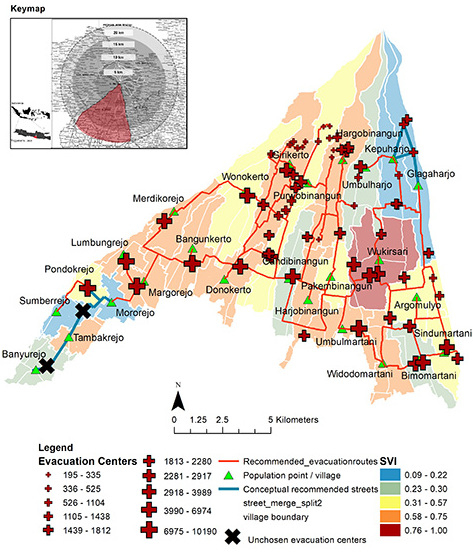 Keymap
20 km
15 km
10 km
5 km
Hargobinangun
Kepuharjo
Girikerto
Glagaharjo
Wonokerto
Purwobinangun
Umbulharjo
Merdikorejo
Lumbungrejo
Bangunkerto
Wukirsari
Candibinangun
Pondokrejo
Pakembinangun
Sumberrejo
Margorejo
Donokerto
Argomulyo
Mororejo
Harjobinangun
Sindumartani
Tambakrejo
Umbulmartani
Banyurejo
Widodomartani
Bimomartani
N
0 1.25 2.5 5 Kilometers
Legend
Evacuation Centers
195 - 335
336 - 525
526 - 1104
1105 - 1438
1439 - 1812
1813 - 2280
2281 - 2917
2918 - 3989
3990 - 6974
6975 - 10190
Recommended_evacuationroutes
Population point / village
Conceptual recommended streets
street_merge_split2
village boundary
Unchosen evacuation centers
SVI
0.09 - 0.22
0.23 - 0.30
0.31 - 0.57
0.58 - 0.75
0.76 - 1.00